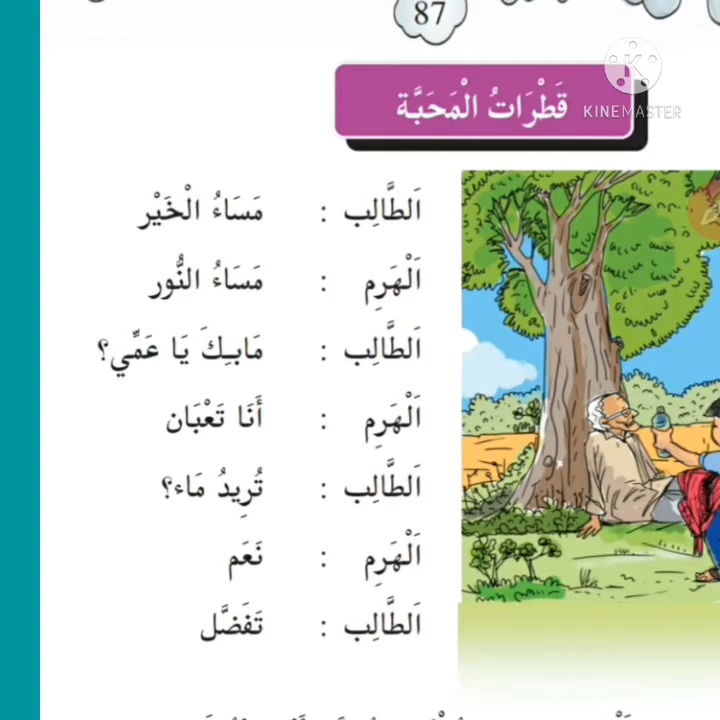 87
قَطْرَاتُ الْمَحَبَّة
KINEMASTER
اَلطَّالِب : مَسَاءُ الْخَيْر
اَلْهَرِم : مَسَاءُ النُّور
اَلطَّالِب : مَابِـكَ يَا عَمِّي؟
اَلْهَرِم : أَنَا تَعْبَان
اَلطَّالِب : تُرِيدُ مَاء؟
اَلْهَرِم : نَعَم
اَلطَّالِب : تَفَضَّل